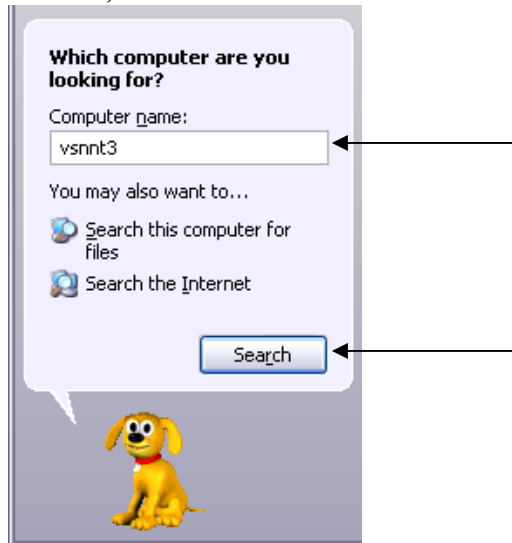 Which computer are you
looking for?
Computer name:
vsnnt3
You may also want to...
Search this computer for
files
Search the Internet
Search